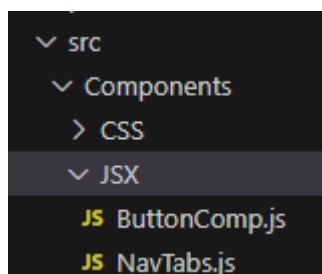 src
Components
CSS
JSX
JS ButtonComp.js
JS NavTabs.js